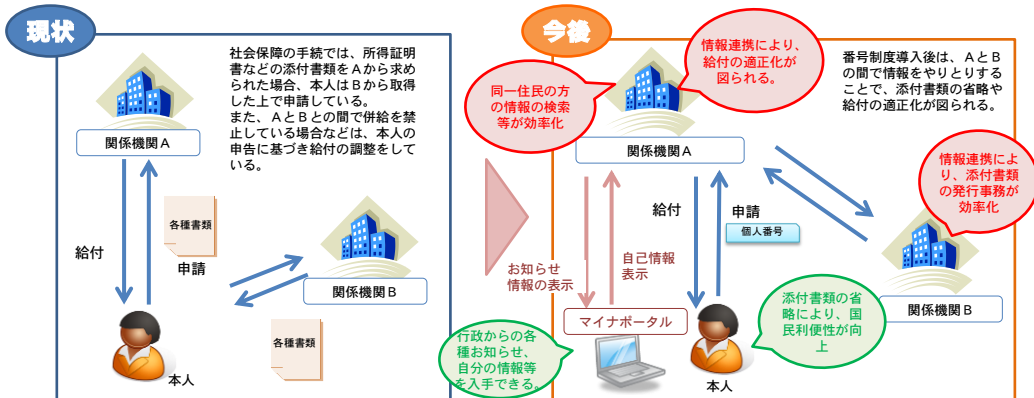 現状
社会保障の手続では、所得証明
書などの添付書類をAから求め
られた場合、本人はBから取得
した上で申請している。
また、AとBとの間で併給を禁
止している場合などは、本人の
申告に基づき給付の調整をして
いる。
関係機関A
各種書類
給付
申請
関係機関B
各種書類
本人
今後
情報連携により、
給付の適正化が
図られる。
番号制度導入後は、AとB
の間で情報をやりとりすること
で、添付書類の省略や
給付の適正化が図られる。
同一住民の方
の情報の検索
等が効率化
関係機関A
情報連携によ
り、添付書類
の発行事務が
効率化
給付
申請
個人番号
お知らせ
情報の表示
自己情報
表示
関係機関B
マイナポータル
添付書類の省
略により、国
民利便性が向
上
行政からの各
種お知らせ、
自分の情報等
を入手できる。
本人